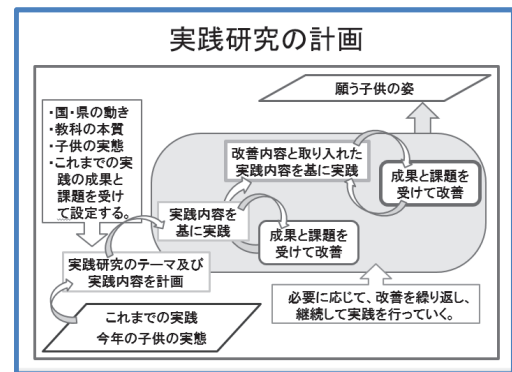 実践研究の計画
願う子供の姿
・国・県の動き
・教科の本質
・子供の実態
・これまでの実
践の成果と
課題を受け
て設定する。
改善内容と取り入れた
実践内容を基に実践
成果と課題を
受けて改善
実践内容を
基に実践
成果と課題を
受けて改善
実践研究のテーマ及び
実践内容を計画
必要に応じて、改善を繰り返し、
継続して実践を行っていく。
これまでの実践
今年の子供の実態